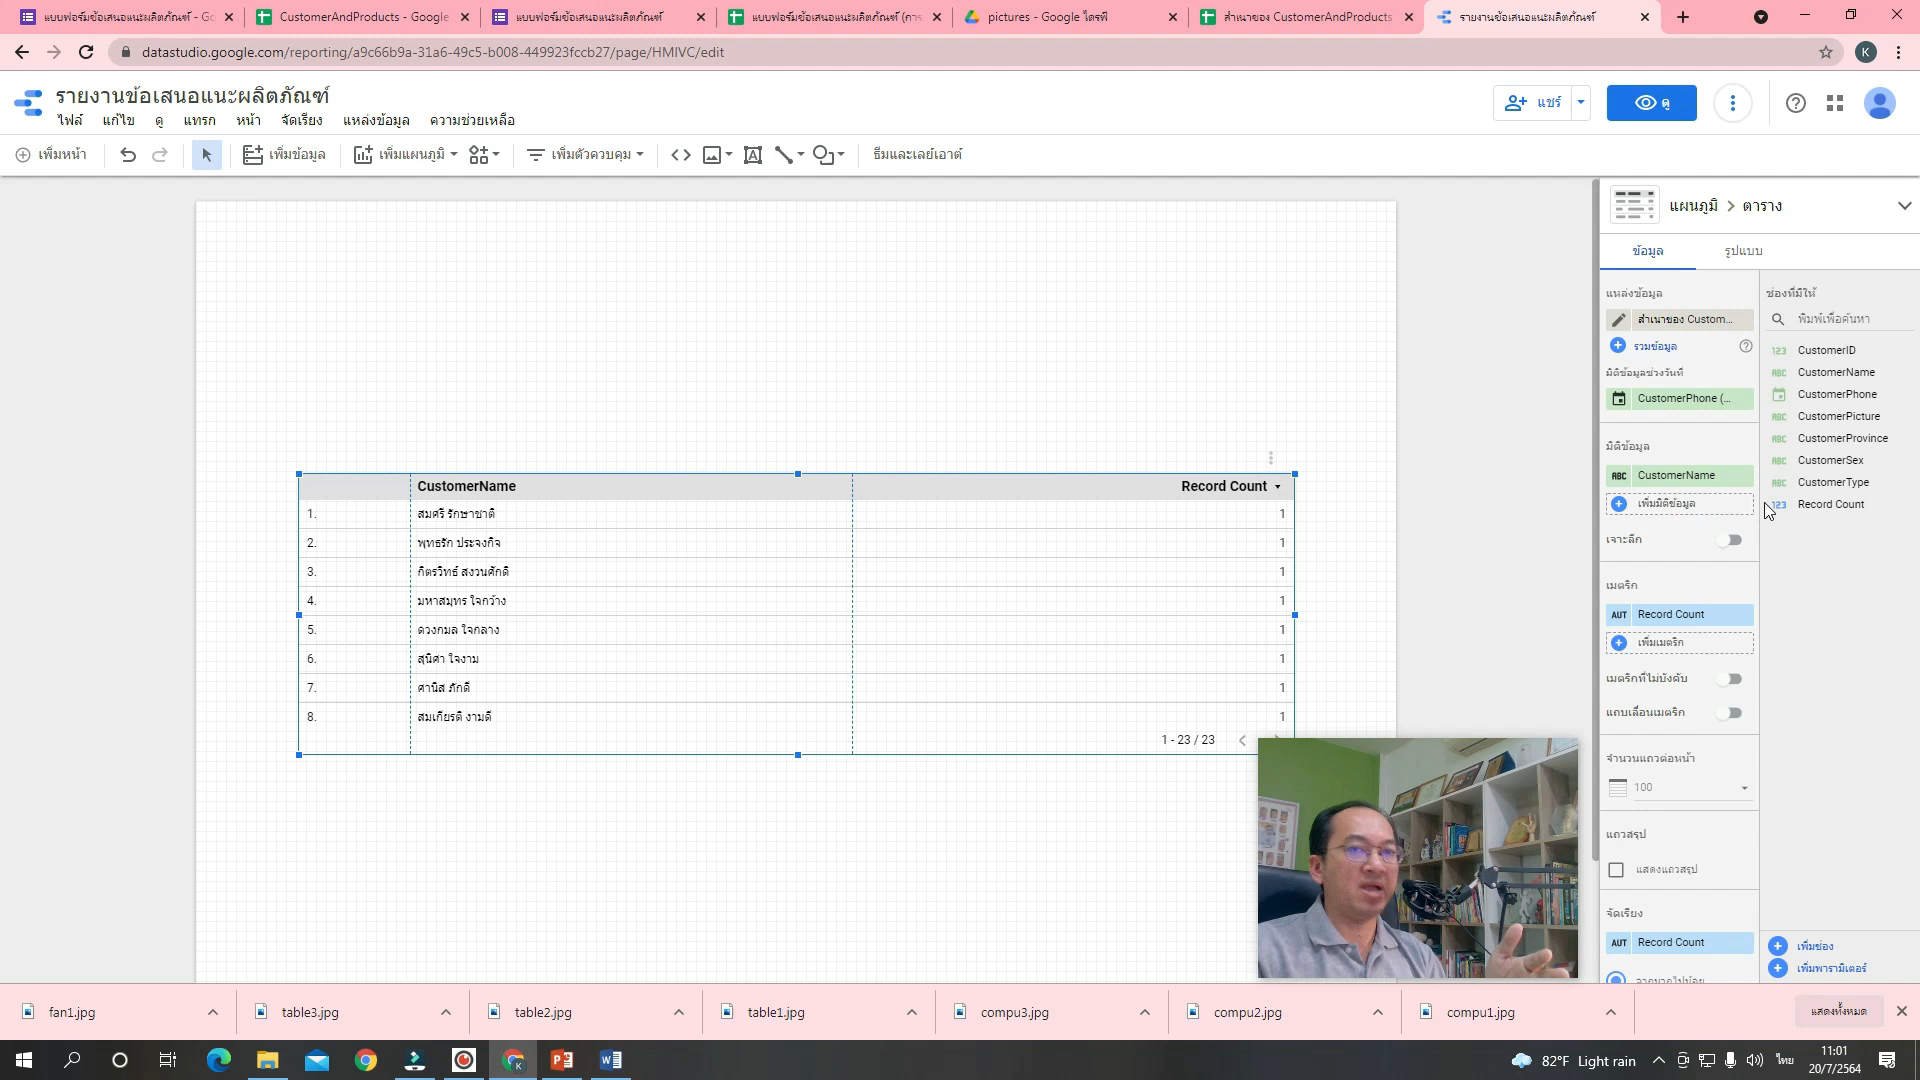 แบบฟอร์มข้อเสนอแนะผลิตภัณฑ์ - Go
CustomerAndProducts - Google
แบบฟอร์มข้อเสนอแนะผลิตภัณฑ์
แบบฟอร์มข้อเสนอแนะผลิตภัณฑ์ (การ
pictures - Google ไดรฟ์
สำเนาของ CustomerAndProducts
รายงานข้อเสนอแนะผลิตภัณฑ์
datastudio.google.com/reporting/a9c66b9a-31a6-49c5-b008-449923fccb27/page/HMIVC/edit
K
รายงานข้อเสนอแนะผลิตภัณฑ์
ไฟล์ แก้ไข ดู แทรก หน้า จัดเรียง แหล่งข้อมูล ความช่วยเหลือ
แชร์
ดู
เพิ่มหน้า
เพิ่มข้อมูล
เพิ่มแผนภูมิ
เพิ่มตัวควบคุม
ธีมและเลย์เอาต์
แผนภูมิ > ตาราง
ข้อมูล
รูปแบบ
แหล่งข้อมูล
สำเนาของ Custom...
รวมข้อมูล
มิติข้อมูลช่วงวันที่
CustomerPhone (...
มิติข้อมูล
ABC CustomerName
เพิ่มมิติข้อมูล
เจาะลึก
เมตริก
AUT Record Count
เพิ่มเมตริก
เมตริกที่ไม่บังคับ
แถบเลื่อนเมตริก
จำนวนแถวต่อหน้า
100
แถวสรุป
แสดงแถวสรุป
จัดเรียง
AUT Record Count
จากมากไปน้อย
ช่องที่มีให้
พิมพ์เพื่อค้นหา
123 CustomerID
ABC CustomerName
CustomerPhone
ABC CustomerPicture
ABC CustomerProvince
ABC CustomerSex
ABC CustomerType
123 Record Count
เพิ่มช่อง
เพิ่มพารามิเตอร์
CustomerName Record Count
1. สมศรี รักษาชาติ 1
2. พุทธรัก ประจงกิจ 1
3. กิตรวิทธ์ สงวนศักดิ์ 1
4. มหาสมุทร ใจกว้าง 1
5. ดวงกมล ใจกลาง 1
6. สุนิศา ใจงาม 1
7. ศานิส ภักดี 1
8. สมเกียรติ งามดี 1
1 - 23 / 23
fan1.jpg
table3.jpg
table2.jpg
table1.jpg
compu3.jpg
compu2.jpg
compu1.jpg
แสดงทั้งหมด
82°F Light rain
ไทย
11:01
20/7/2564